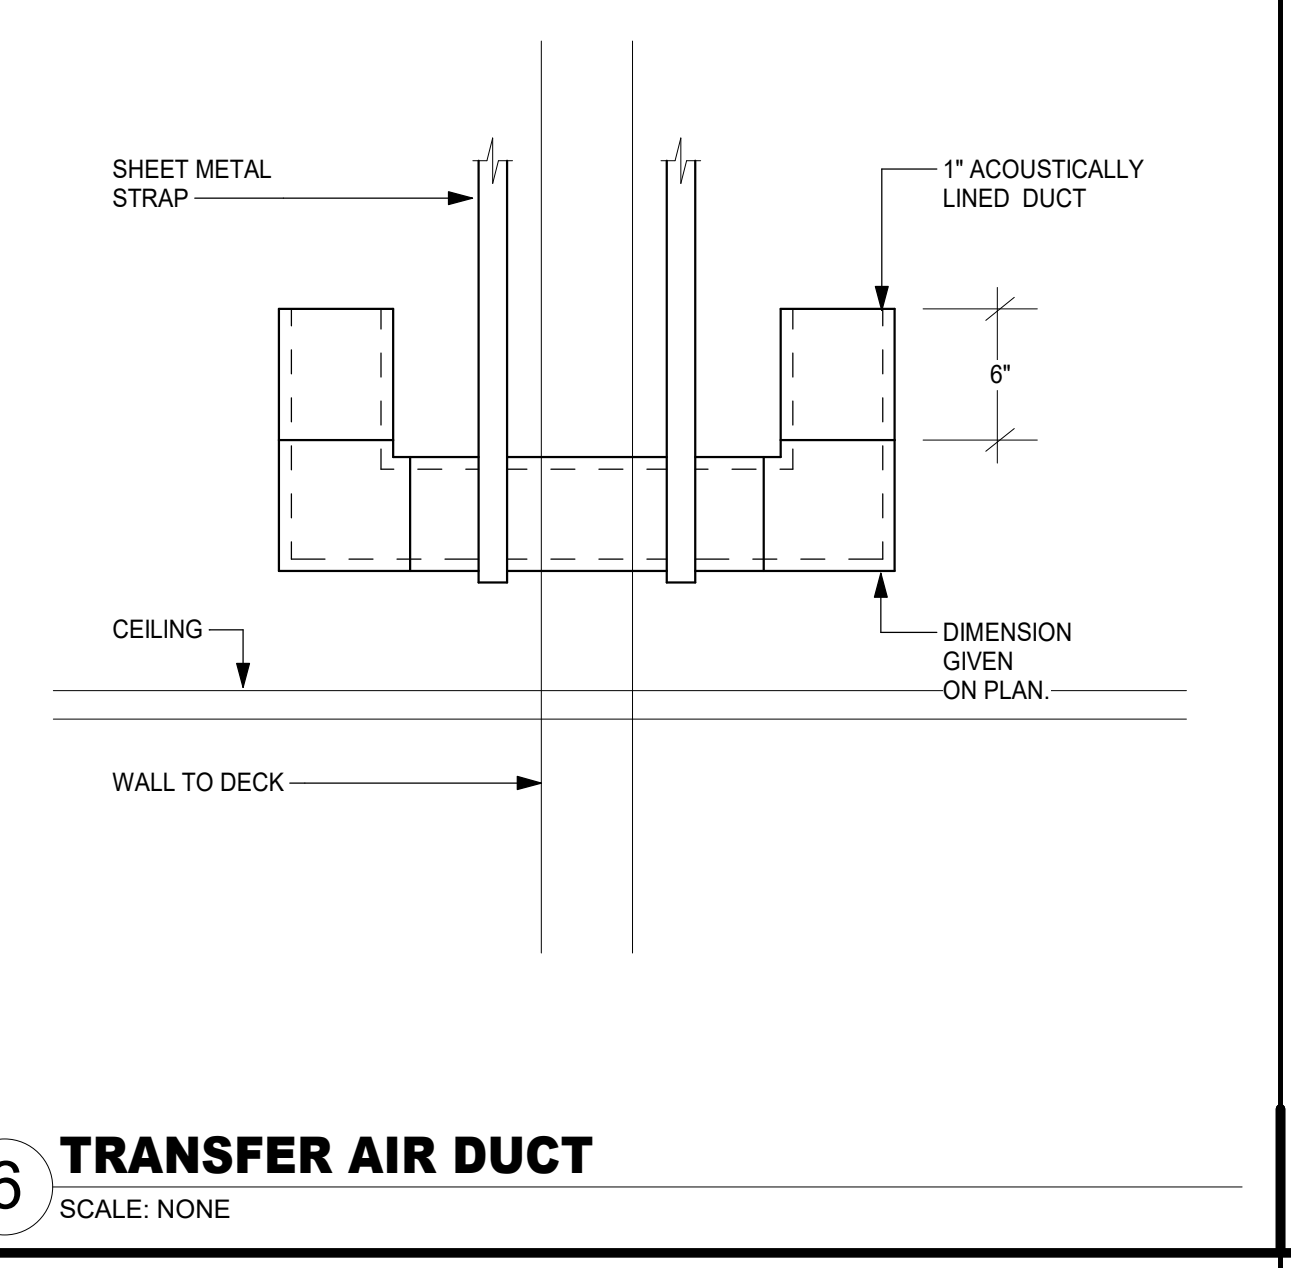 SHEET METAL
STRAP
1" ACOUSTICALLY
LINED DUCT
6"
CEILING
DIMENSION
GIVEN
ON PLAN.
WALL TO DECK
6
TRANSFER AIR DUCT
SCALE: NONE